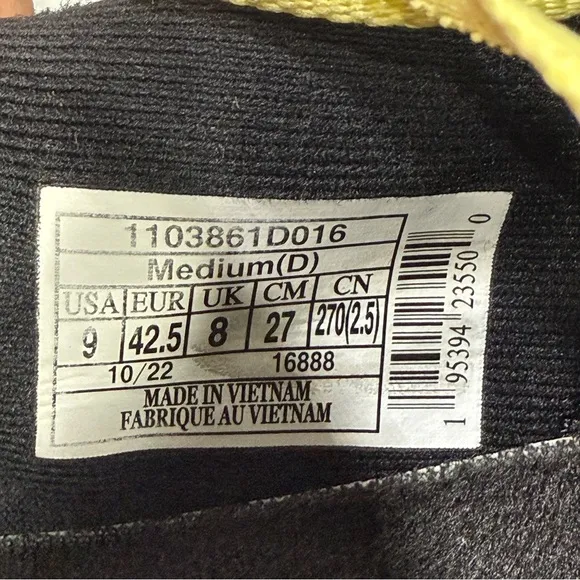 1103861D016
Medium(D)
USA EUR UK CM CN
9 42.5 8 27 270(2.5)
10/22 16888
MADE IN VIETNAM
FABRIQUE AU VIETNAM
1 95394 23550 0